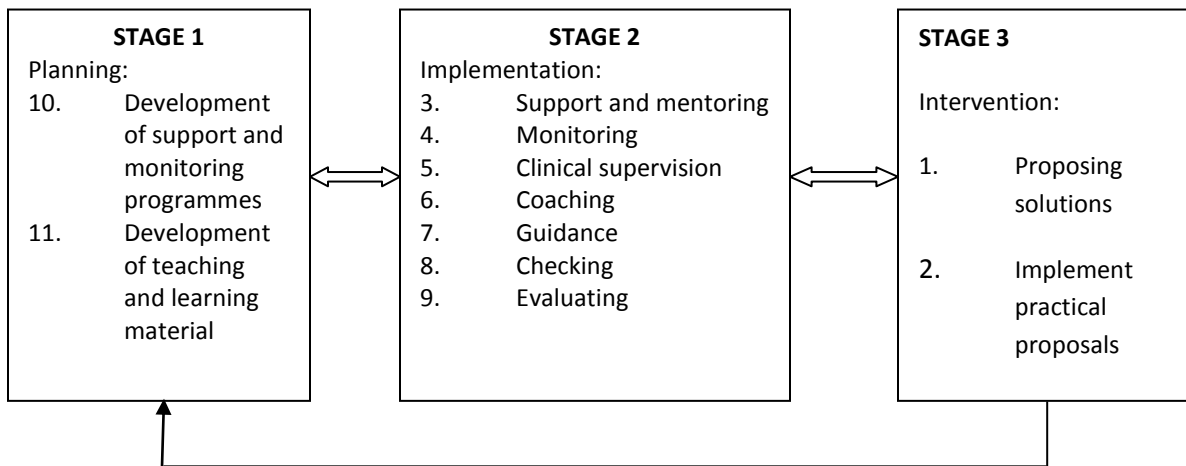 STAGE 1
Planning:
10. Development
of support and
monitoring
programmes
11. Development
of teaching
and learning
material
STAGE 2
Implementation:
3. Support and mentoring
4. Monitoring
5. Clinical supervision
6. Coaching
7. Guidance
8. Checking
9. Evaluating
STAGE 3
Intervention:
1. Proposing
solutions
2. Implement
practical
proposals